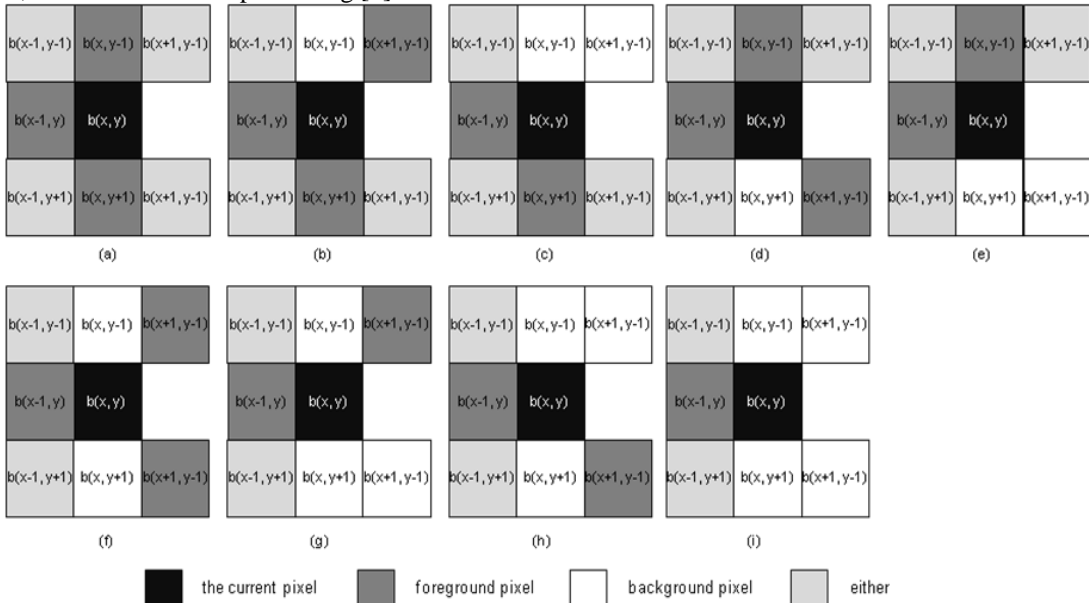 b(x-1,y-1) b(x,y-1) b(x+1,y-1) b(x-1,y-1) b(x,y-1) b(x+1,y-1) b(x-1,y-1) b(x,y-1) b(x+1,y-1) b(x-1,y-1) b(x,y-1) b(x+1,y-1) b(x-1,y-1) b(x,y-1) b(x+1,y-1)
b(x-1,y) b(x,y) b(x-1,y) b(x,y) b(x-1,y) b(x,y) b(x-1,y) b(x,y) b(x-1,y) b(x,y)
b(x-1,y+1) b(x,y+1) b(x+1,y-1) b(x-1,y+1) b(x,y+1) b(x+1,y-1) b(x-1,y+1) b(x,y+1) b(x+1,y-1) b(x-1,y+1) b(x,y+1) b(x+1,y-1) b(x-1,y+1) b(x,y+1) b(x+1,y-1)
(a) (b) (c) (d) (e)
b(x-1,y-1) b(x,y-1) b(x+1,y-1) b(x-1,y-1) b(x,y-1) b(x+1,y-1) b(x-1,y-1) b(x,y-1) b(x+1,y-1) b(x-1,y-1) b(x,y-1) b(x+1,y-1)
b(x-1,y) b(x,y) b(x-1,y) b(x,y) b(x-1,y) b(x,y) b(x-1,y) b(x,y)
b(x-1,y+1) b(x,y+1) b(x+1,y-1) b(x-1,y+1) b(x,y+1) b(x+1,y-1) b(x-1,y+1) b(x,y+1) b(x+1,y-1) b(x-1,y+1) b(x,y+1) b(x+1,y-1)
(f) (g) (h) (i)
the current pixel foreground pixel background pixel either